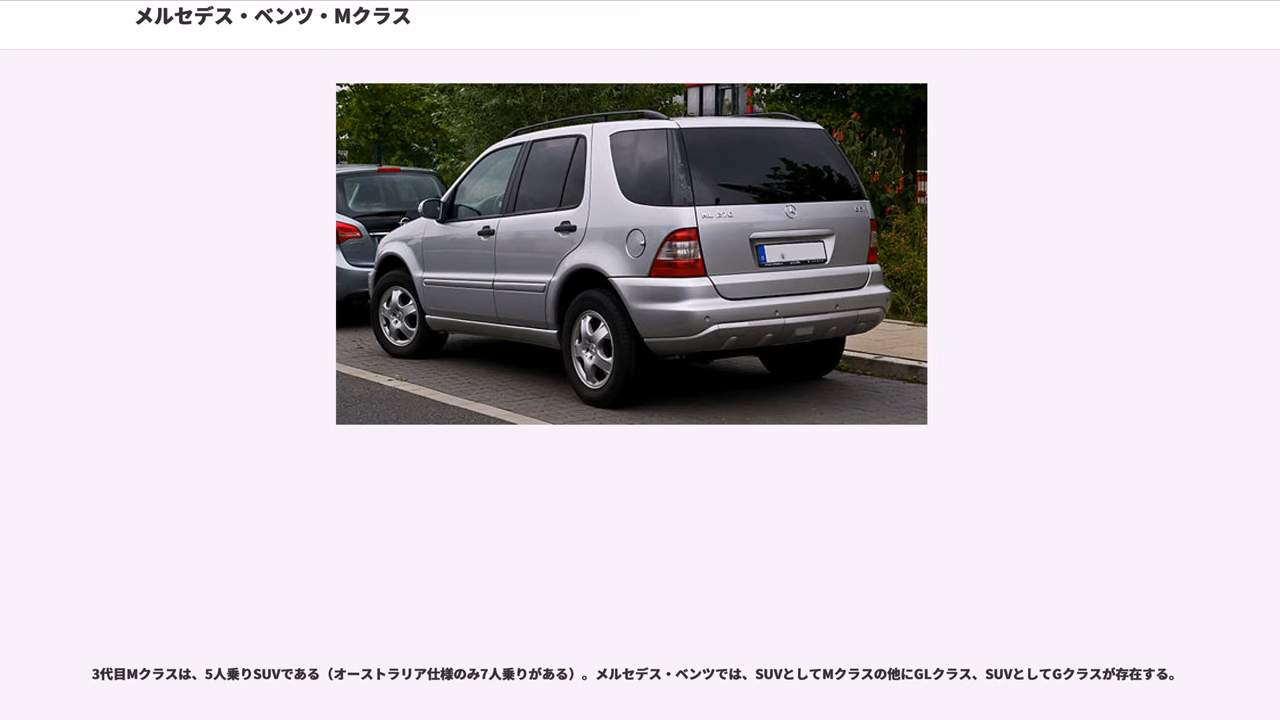 メルセデス・ベンツ・Mクラス
ML 270
3代目Mクラスは、5人乗りSUVである（オーストラリア仕様のみ7人乗りがある）。メルセデス・ベンツでは、SUVとしてMクラスの他にGLクラス、SUVとしてGクラスが存在する。